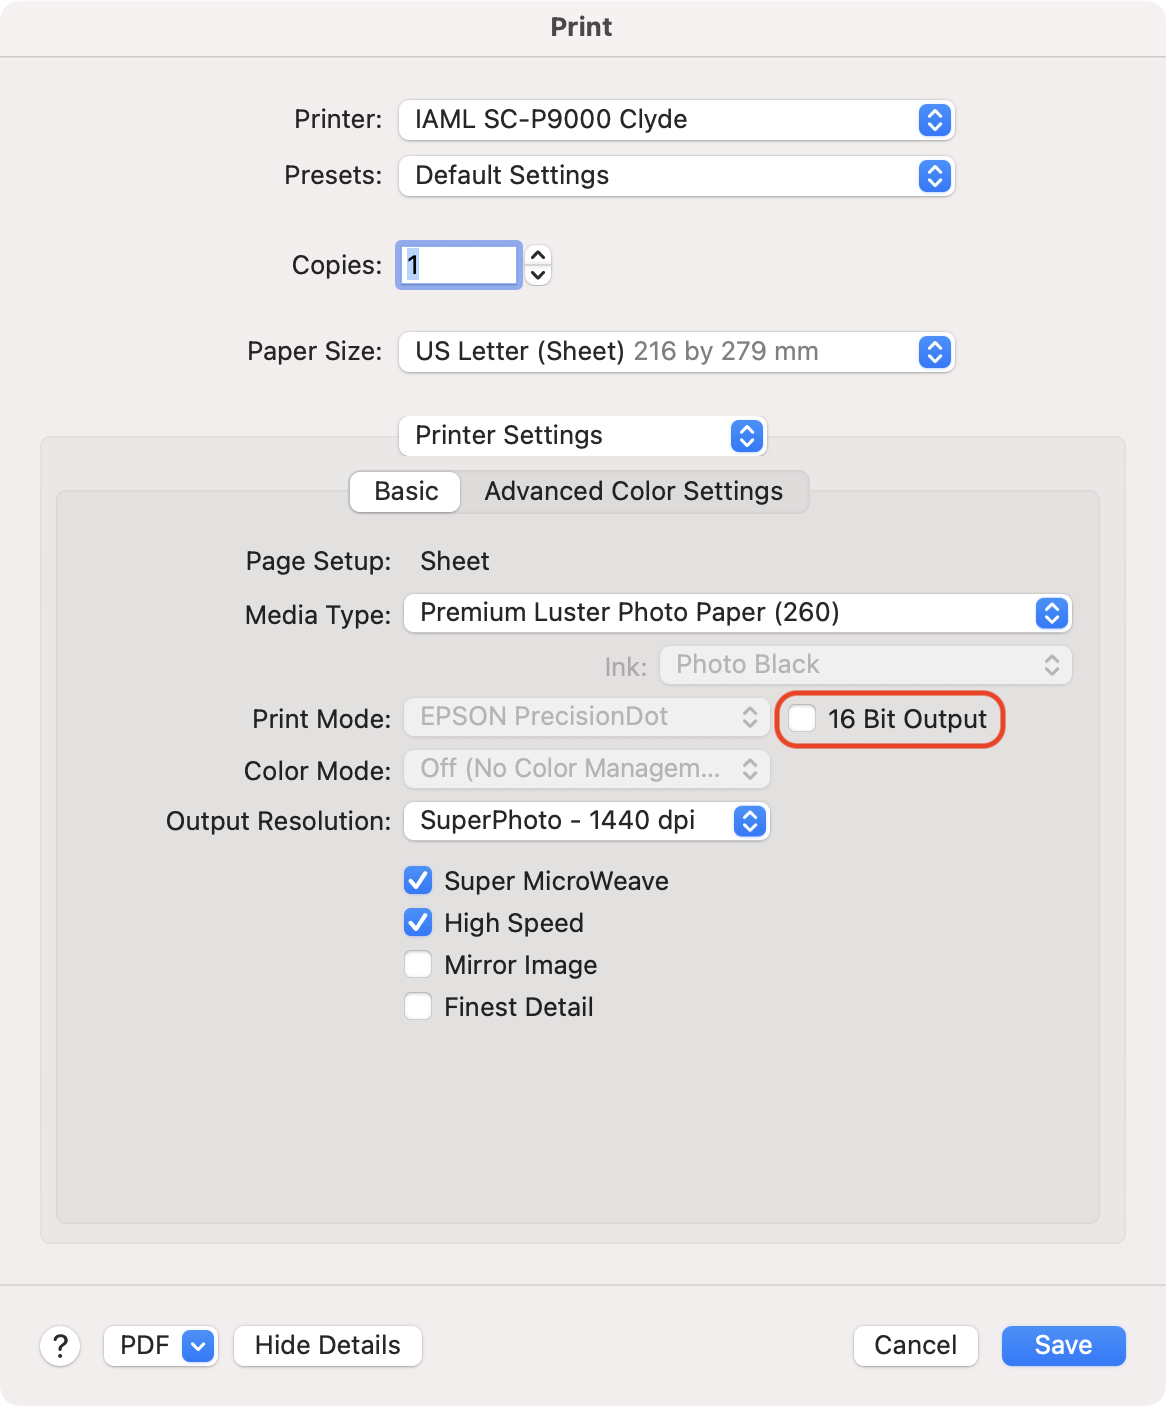 Print
Printer: IAML SC-P9000 Clyde
Presets: Default Settings
Copies: 1
Paper Size: US Letter (Sheet) 216 by 279 mm
Printer Settings
Basic Advanced Color Settings
Page Setup: Sheet
Media Type: Premium Luster Photo Paper (260)
Ink: Photo Black
Print Mode: EPSON PrecisionDot 16 Bit Output
Color Mode: Off (No Color Managem...
Output Resolution: SuperPhoto - 1440 dpi
Super MicroWeave
High Speed
Mirror Image
Finest Detail
? PDF Hide Details Cancel Save